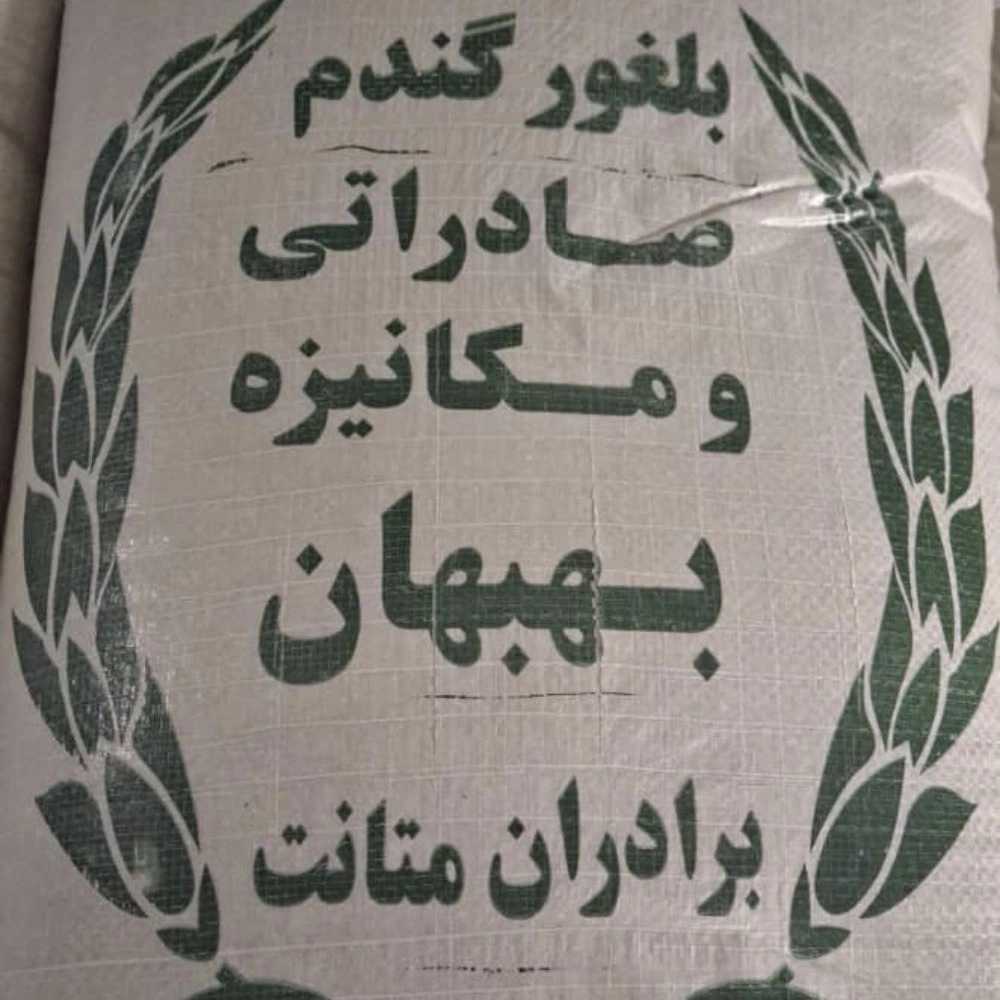 بلغور گندم
صادراتی
و مکانیزه
بهبهان
برادران متانت